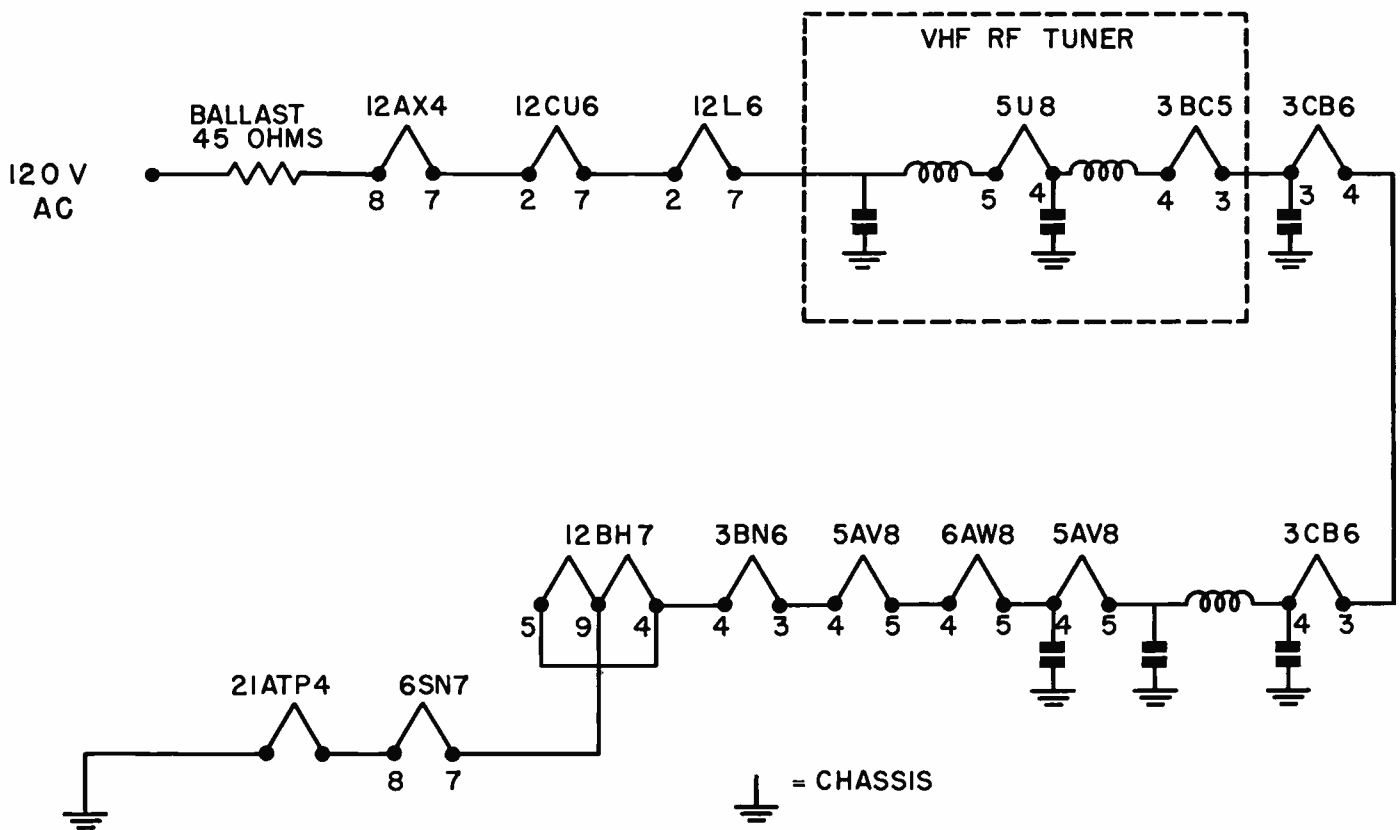 VHF RF TUNER
BALLAST
45 OHMS
12AX4
12CU6
12L6
5U8
3BC5
3CB6
120 V
AC
8 7 2 7 2 7 5 4 4 3 3 4
12BH7
3BN6
5AV8
6AW8
5AV8
3CB6
5 9 4 4 3 4 5 4 5 4 5 4 3
21ATP4
6SN7
8 7
= CHASSIS